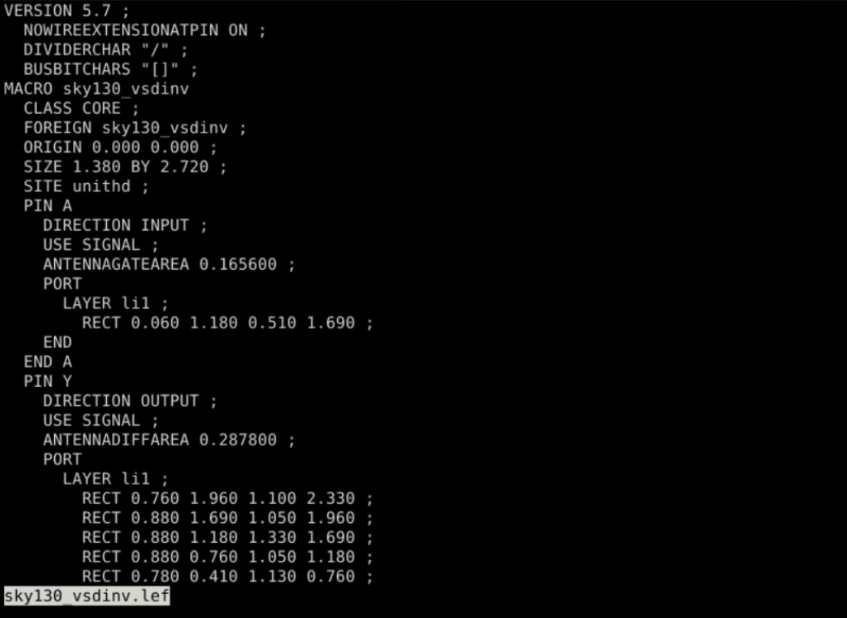 VERSION 5.7 ;
  NOWIREEXTENSIONATPIN ON ;
  DIVIDERCHAR "/" ;
  BUSBITCHARS "[]" ;
MACRO sky130_vsdinv
  CLASS CORE ;
  FOREIGN sky130_vsdinv ;
  ORIGIN 0.000 0.000 ;
  SIZE 1.380 BY 2.720 ;
  SITE unithd ;
  PIN A
    DIRECTION INPUT ;
    USE SIGNAL ;
    ANTENNAGATEAREA 0.165600 ;
    PORT
      LAYER li1 ;
        RECT 0.060 1.180 0.510 1.690 ;
    END
  END A
  PIN Y
    DIRECTION OUTPUT ;
    USE SIGNAL ;
    ANTENNADIFFAREA 0.287800 ;
    PORT
      LAYER li1 ;
        RECT 0.760 1.960 1.100 2.330 ;
        RECT 0.880 1.690 1.050 1.960 ;
        RECT 0.880 1.180 1.330 1.690 ;
        RECT 0.880 0.760 1.050 1.180 ;
        RECT 0.780 0.410 1.130 0.760 ;
sky130_vsdinv.lef